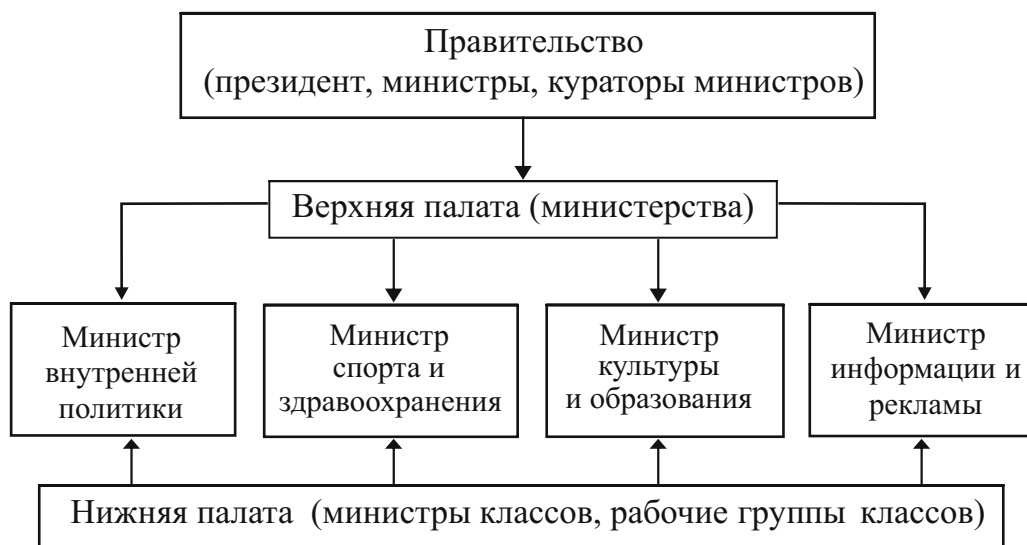 Правительство
(президент, министры, кураторы министров)
Верхняя палата (министерства)
Министр
внутренней
политики
Министр
спорта и
здравоохранения
Министр
культуры
и образования
Министр
информации и
рекламы
Нижняя палата (министры классов, рабочие группы классов)